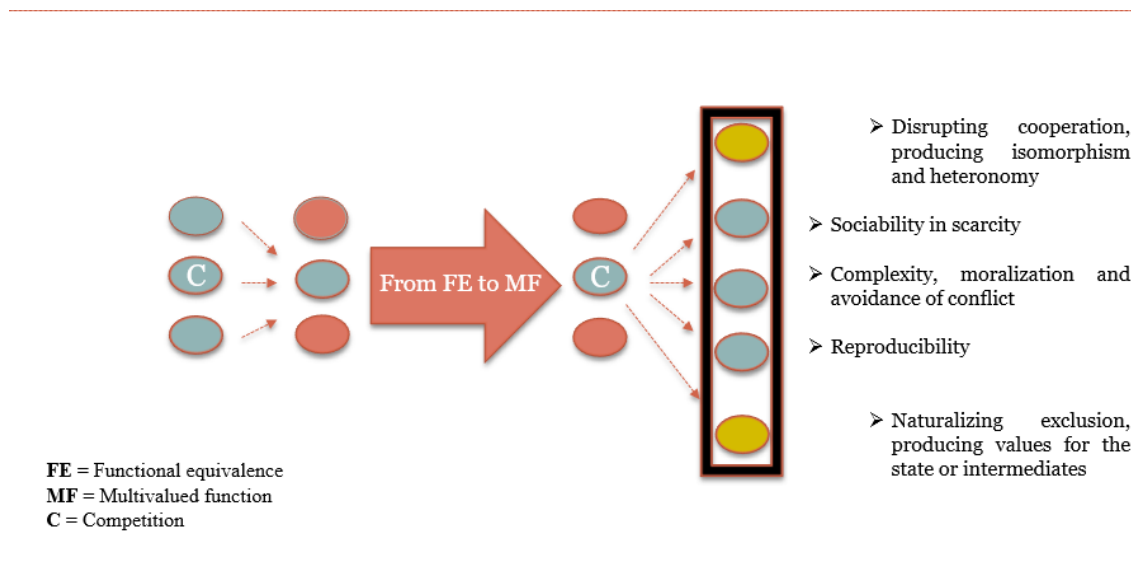 ➢ Disrupting cooperation,
producing isomorphism
and heteronomy
➢ Sociability in scarcity
C
From FE to MF
C
➢ Complexity, moralization and
avoidance of conflict
➢ Reproducibility
➢ Naturalizing exclusion,
producing values for the
state or intermediates
FE = Functional equivalence
MF = Multivalued function
C = Competition